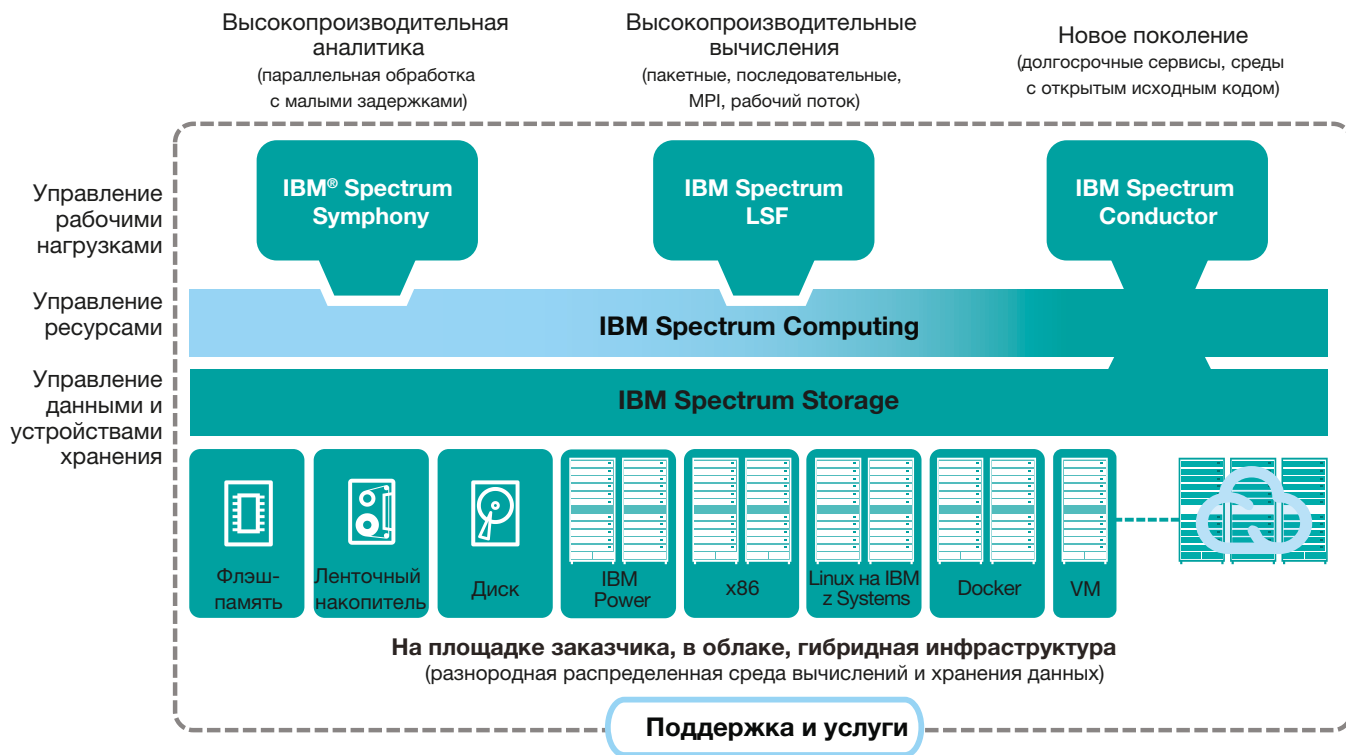 Высокопроизводительная
аналитика
(параллельная обработка
с малыми задержками)
Высокопроизводительные
вычисления
(пакетные, последовательные,
MPI, рабочий поток)
Новое поколение
(долгосрочные сервисы, среды
с открытым исходным кодом)
Управление
рабочими
нагрузками
IBM® Spectrum
Symphony
IBM Spectrum
LSF
IBM Spectrum
Conductor
Управление
ресурсами
IBM Spectrum Computing
Управление
данными и
устройствами
хранения
IBM Spectrum Storage
Флэш-
память
Ленточный
накопитель
Диск
IBM
Power
x86
Linux на IBM
z Systems
Docker
VM
На площадке заказчика, в облаке, гибридная инфраструктура
(разнородная распределенная среда вычислений и хранения данных)
Поддержка и услуги